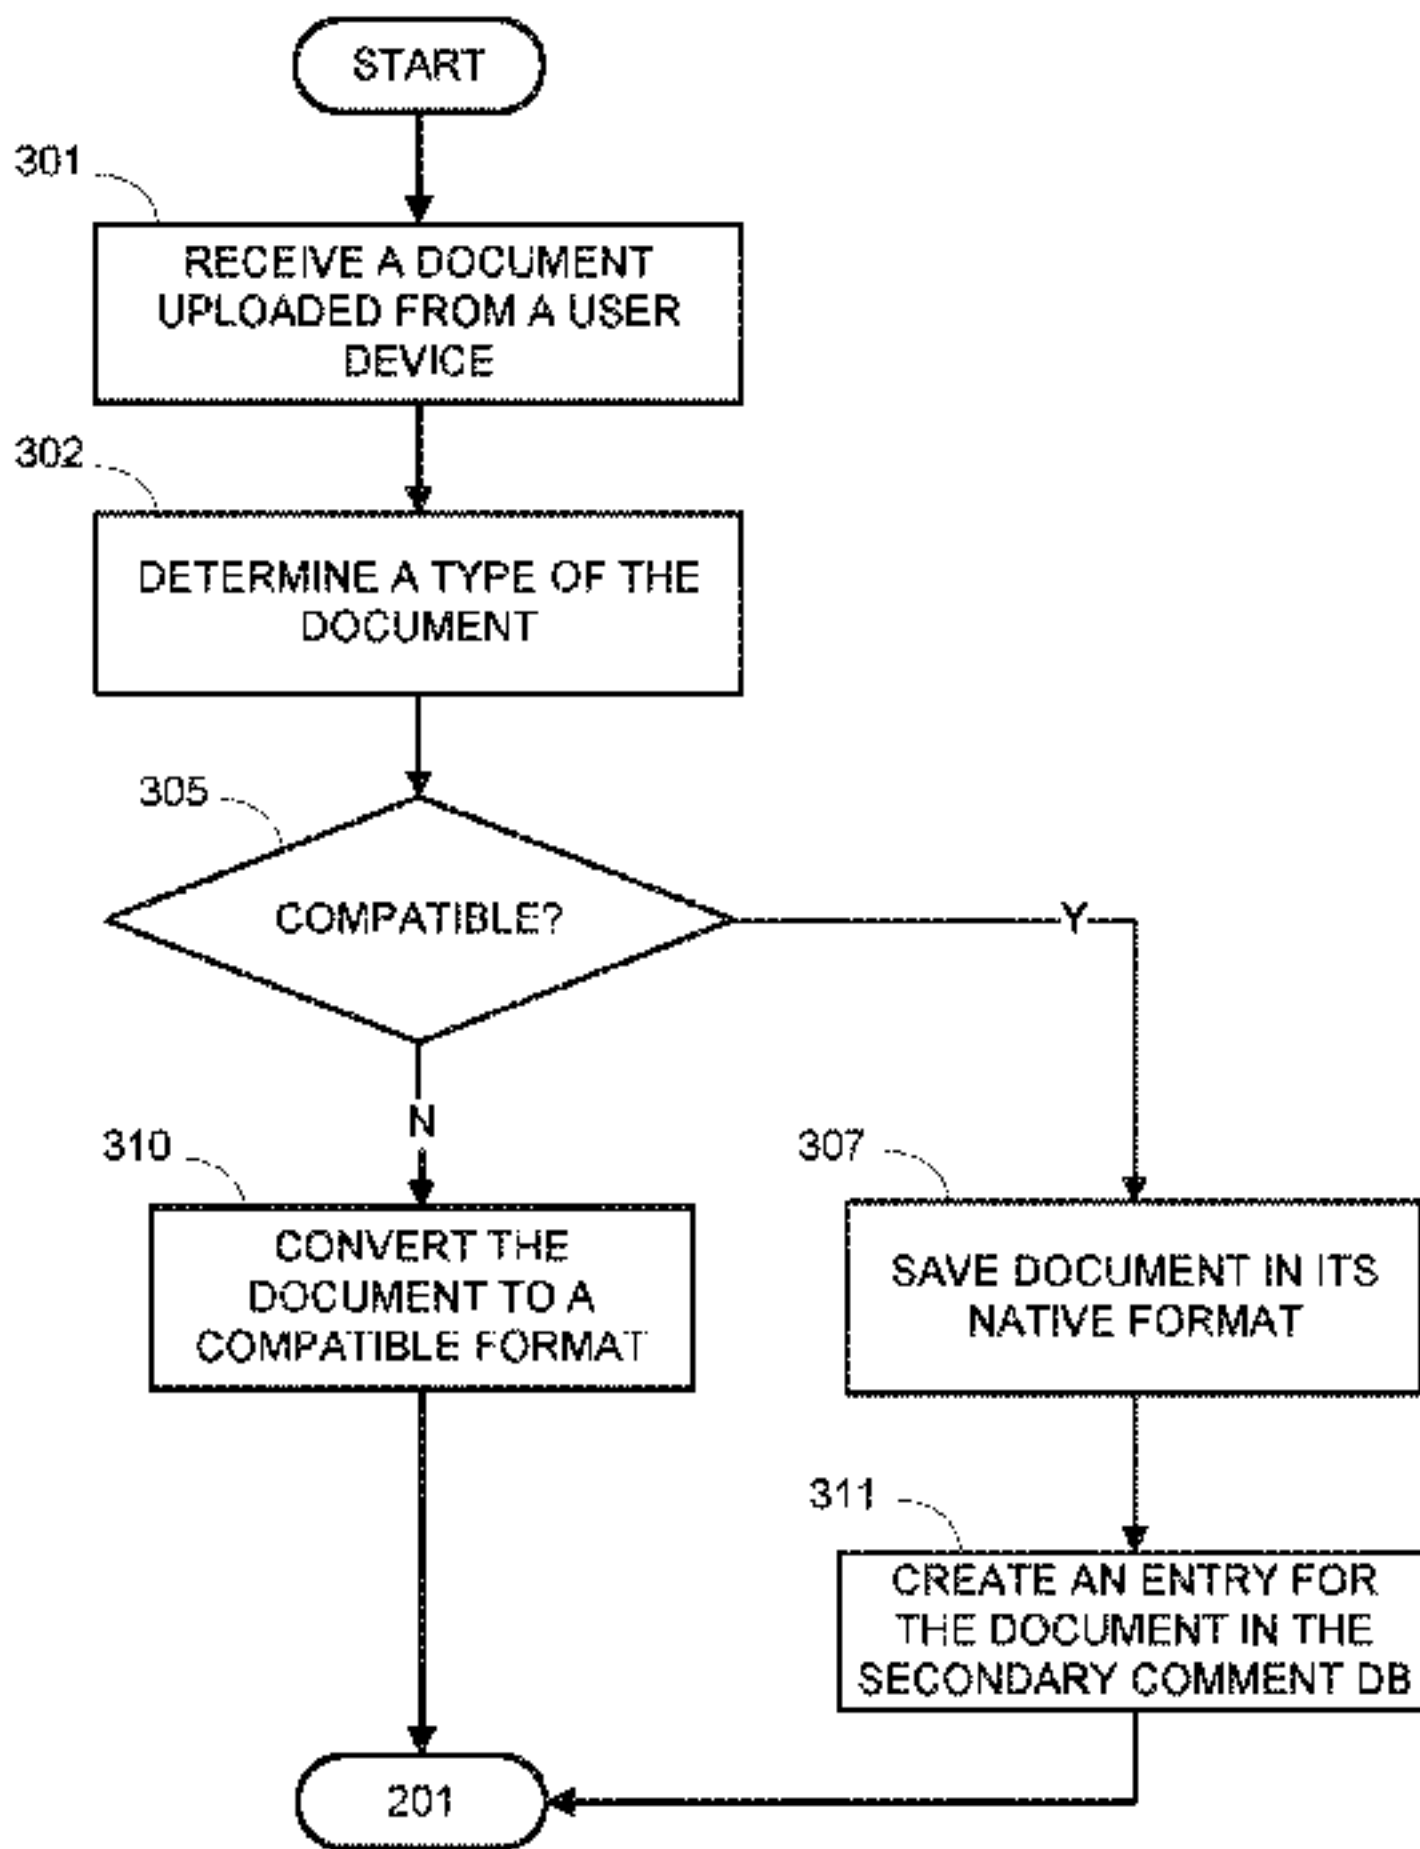 START
301
RECEIVE A DOCUMENT
UPLOADED FROM A USER
DEVICE
302
DETERMINE A TYPE OF THE
DOCUMENT
305
COMPATIBLE?
Y
N
310
CONVERT THE
DOCUMENT TO A
COMPATIBLE FORMAT
307
SAVE DOCUMENT IN ITS
NATIVE FORMAT
311
CREATE AN ENTRY FOR
THE DOCUMENT IN THE
SECONDARY COMMENT DB
201